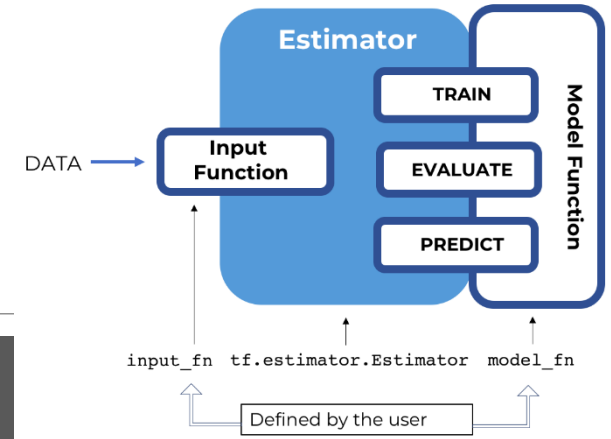 Estimator
TRAIN
Model Function
Input
Function
DATA
EVALUATE
PREDICT
input_fn tf.estimator.Estimator model_fn
Defined by the user